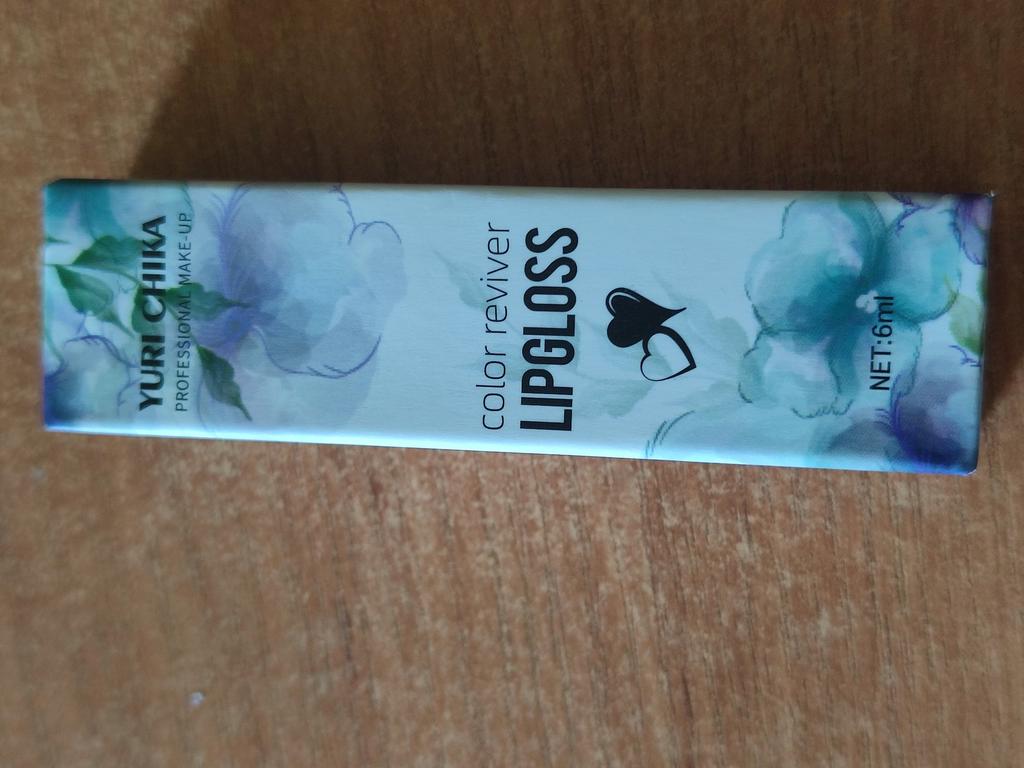 YURI CHIKA
PROFESSIONAL MAKE-UP
color reviver
LIPGLOSS
NET:6ml